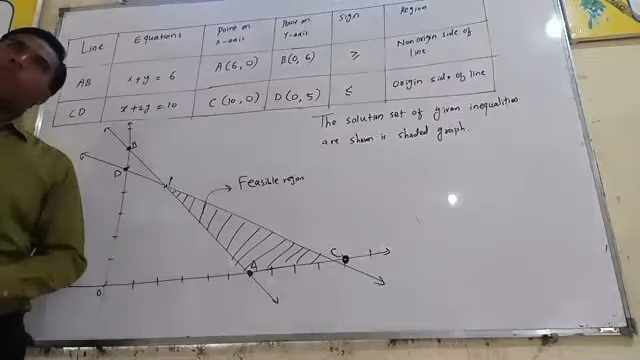 Line Equations Point on x-axis Point on Y-axis Sign Region
AB x+y = 6 A(6,0) B(0,6) ≥ Non origin side of line.
CD x+2y = 10 C(10,0) D(0,5) ≤ Origin side of line
The solution set of given inequalities
are shown is shaded graph.
B
D
P
Feasible region
A
C
O